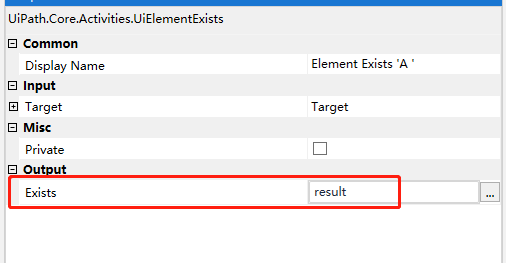 UiPath.Core.Activities.UiElementExists
Common
Display Name Element Exists 'A '
Input
Target Target
Misc
Private
Output
Exists result ...